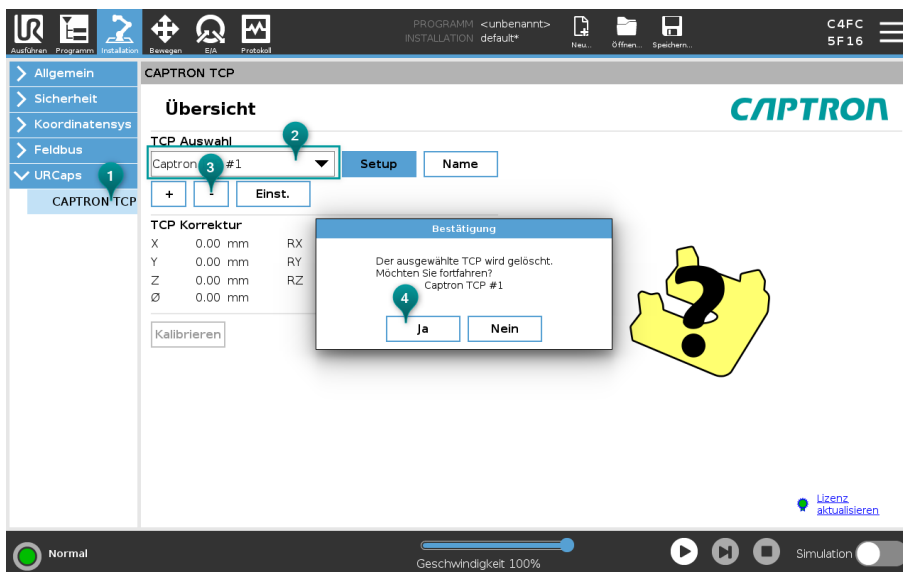 PROGRAMM <unbenannt>
INSTALLATION default*
C4FC
5F16
Ausführen Programm Installation Bewegen E/A Protokoll Neu... Öffnen... Speichern...
Allgemein
Sicherheit
Koordinatensys
Feldbus
URCaps
1
CAPTRON TCP
CAPTRON TCP
Übersicht
CAPTRON
TCP Auswahl
2
Captron #1
3
Setup
Name
+
-
Einst.
TCP Korrektur
X 0.00 mm RX
Y 0.00 mm RY
Z 0.00 mm RZ
Ø 0.00 mm
Kalibrieren
Bestätigung
Der ausgewählte TCP wird gelöscht.
Möchten Sie fortfahren?
Captron TCP #1
4
Ja
Nein
?
Lizenz
aktualisieren
Normal
Geschwindigkeit 100%
Simulation